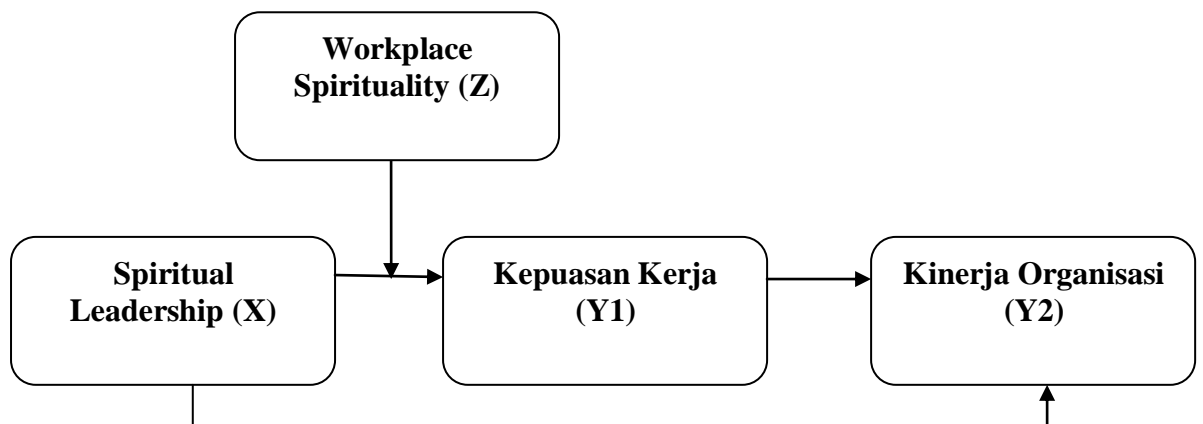 Workplace
Spirituality (Z)
Spiritual
Leadership (X)
Kepuasan Kerja
(Y1)
Kinerja Organisasi
(Y2)